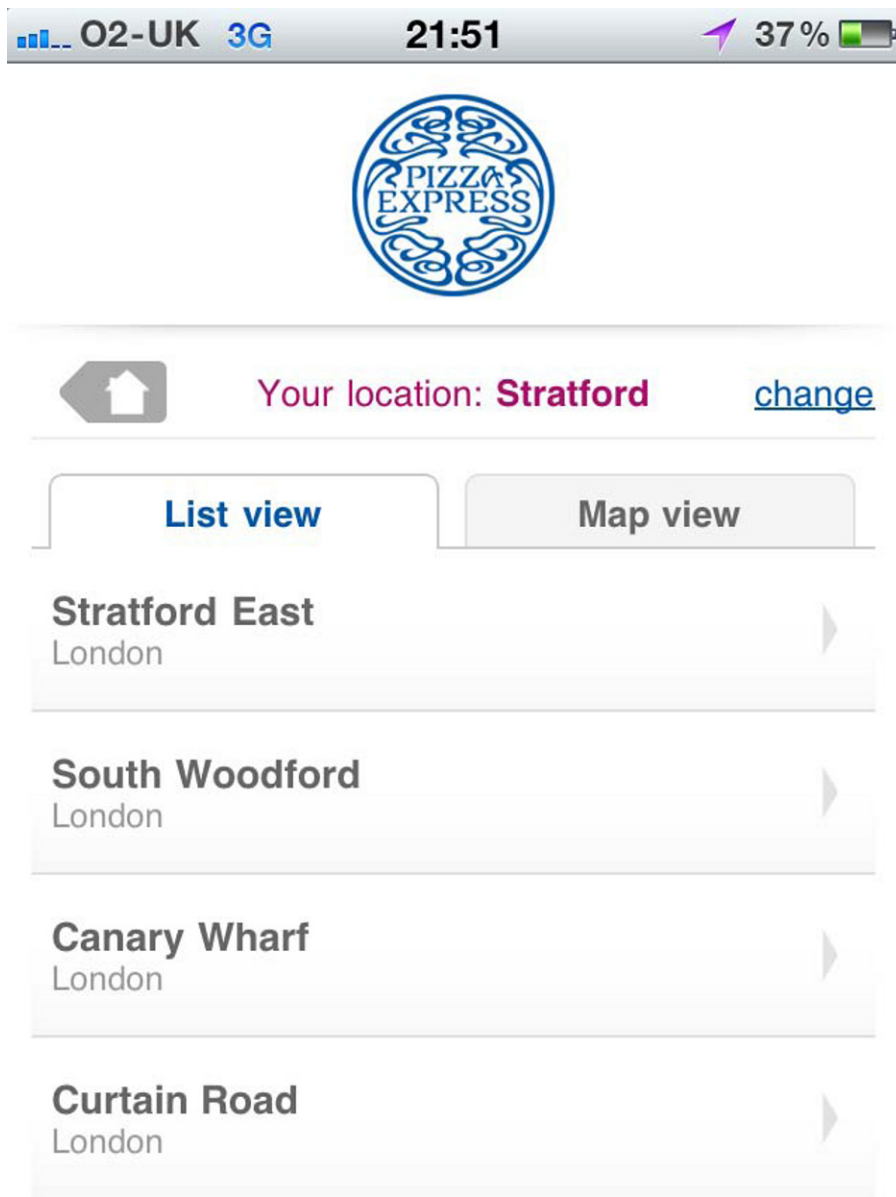 O2-UK 3G 21:51 37%
PIZZA
EXPRESS
Your location: Stratford change
List view Map view
Stratford East
London
South Woodford
London
Canary Wharf
London
Curtain Road
London